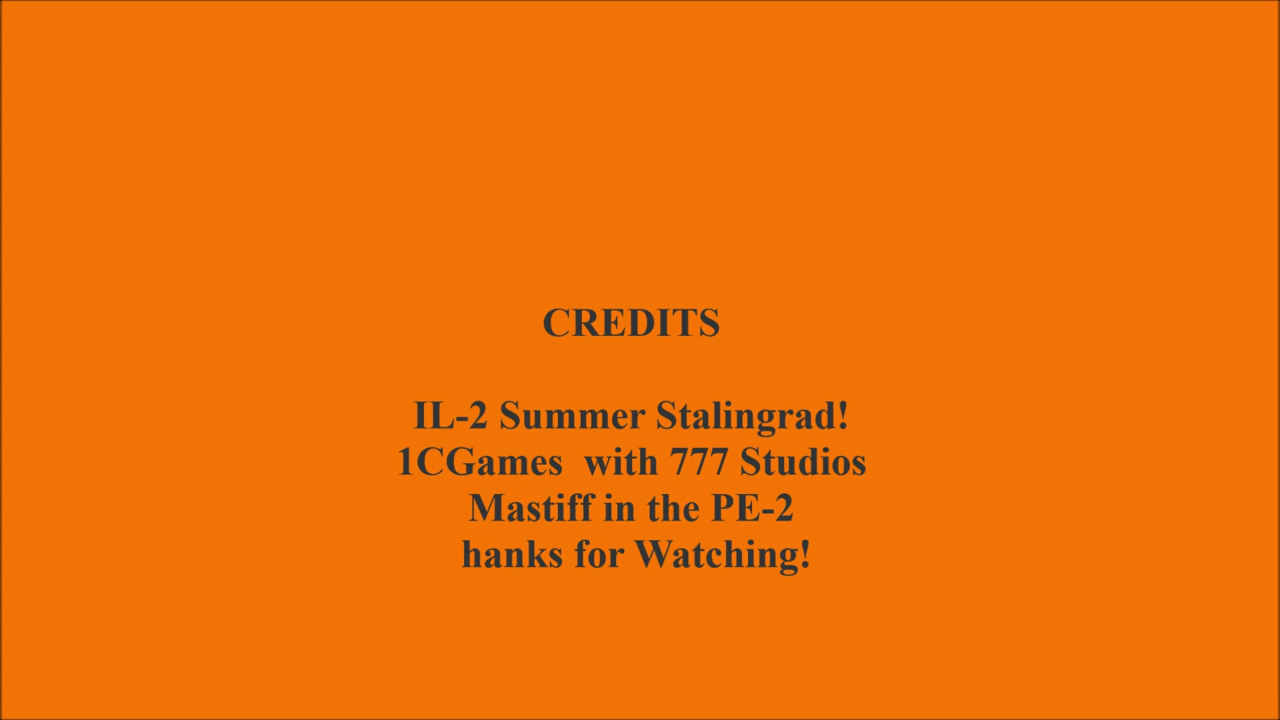 CREDITS
IL-2 Summer Stalingrad!
1CGames  with 777 Studios
Mastiff in the PE-2
hanks for Watching!